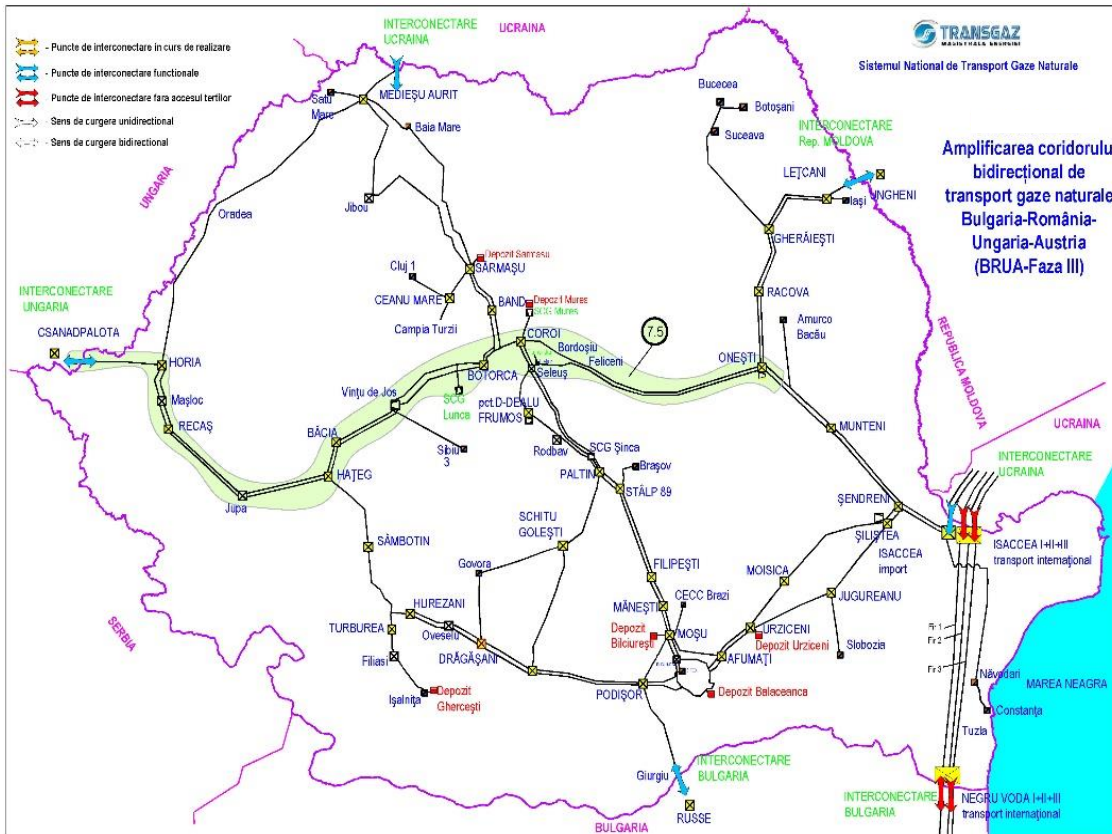 TRANSGAZ
MAGISTRALA ENERGIEI
Sistemul National de Transport Gaze Naturale
Amplificarea coridorulu
bidirecțional de
transport gaze naturale
Bulgaria-România-
Ungaria-Austria
(BRUA-Faza III)
- Puncte de interconectare in curs de realizare
- Puncte de interconectare functionale
Puncte de interconectare fara accesul tertilor
- Sens de curgere unidirectional
- Sens de curgere bidirectional
INTERCONECTARE
UCRAINA
UCRAINA
Satu
Mare
MEDIEȘU AURIT
Baia Mare
Bucecea
Botoșani
Suceava
INTERCONECTARE
Rep. MOLDOVA
LEȚCANI
UNGHENI
Iași
UNGARIA
Oradea
Jibou
GHERĂIEȘTI
Depozit Sarmasu
SĂRMAȘU
Cluj 1
CEANU MARE
Campia Turzii
BAND
Depozit Mures
SCG Mures
COROI
7.5
RACOVA
Amurco
Bacău
REPUBLICA MOLDOVA
INTERCONECTARE
UNGARIA
CSANADPALOTA
HORIA
Mașloc
RECAȘ
Bordoșiu
Feliceni
Seleuș
ONEȘTI
BOTORCA
Vințu de Jos
SCG
Lunca
pct.D-DEALU
FRUMOS
BĂCIA
MUNTENI
UCRAINA
Sibiu
3
Rodbav
SCG Șinca
HAȚEG
PALTIN
Brașov
STÂLP 89
INTERCONECTARE
UCRAINA
Jupa
ȘENDRENI
SCHITU
GOLEȘTI
SÂMBOTIN
ȘILIȘTEA
ISACCEA
import
ISACCEA I+II+III
transport internațional
Govora
FILIPEȘTI
MOISICA
SERBIA
HUREZANI
CECC Brazi
MĂNEȘTI
JUGUREANU
TURBUREA
Oveselu
Depozit
Bilciurești
MOȘU
URZICENI
Depozit Urziceni
Fir 1
Fir 2
Fir 3
Filiasi
DRĂGĂȘANI
AFUMAȚI
Slobozia
Năvodari
MAREA NEAGRA
Ișalnița
Depozit
Ghercești
PODIȘOR
Depozit Balaceanca
Constanța
Tuzla
Giurgiu
INTERCONECTARE
BULGARIA
RUSSE
BULGARIA
INTERCONECTARE
BULGARIA
NEGRU VODA I+II+III
transport internațional